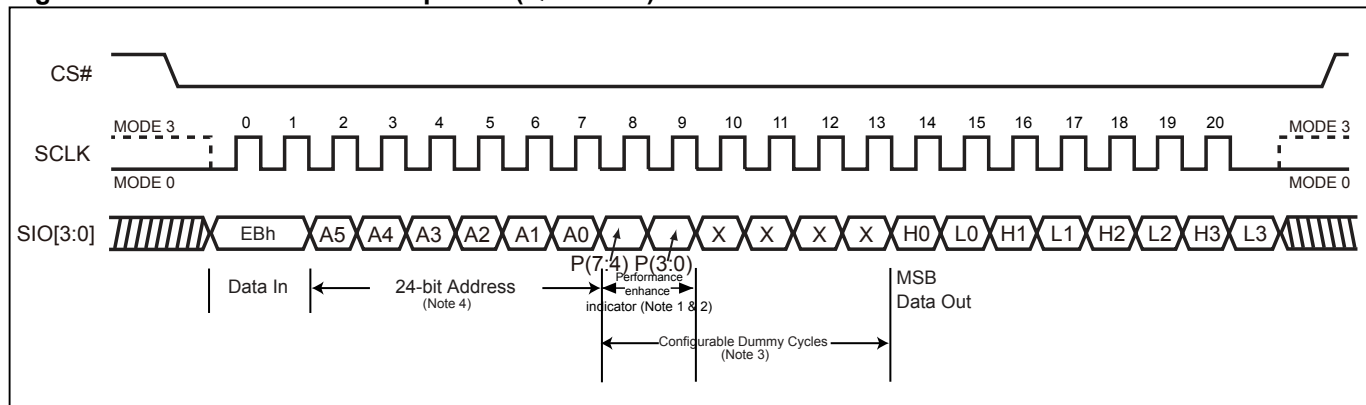 CS#
MODE 3
0 1 2 3 4 5 6 7 8 9 10 11 12 13 14 15 16 17 18 19 20
MODE 3
SCLK
MODE 0
MODE 0
SIO[3:0]
EBh A5 A4 A3 A2 A1 A0 X X X X H0 L0 H1 L1 H2 L2 H3 L3
P(7:4) P(3:0)
Data In
24-bit Address
(Note 4)
Performance
enhance
indicator (Note 1 & 2)
MSB
Data Out
Configurable Dummy Cycles
(Note 3)